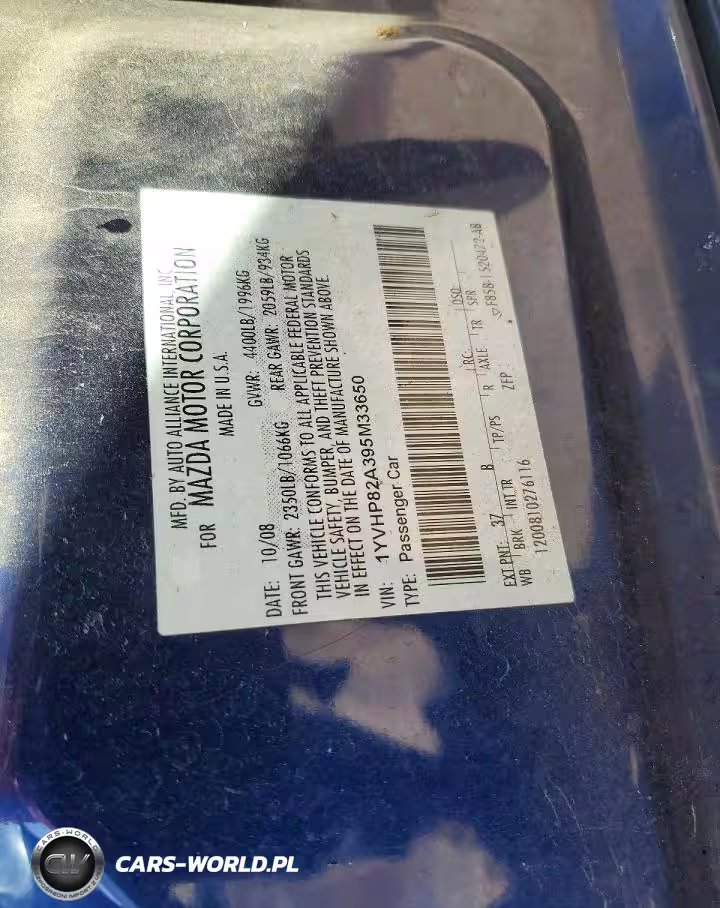 MFD. BY AUTO ALLIANCE INTERNATIONAL, INC.
FOR MAZDA MOTOR CORPORATION
MADE IN U.S.A.
DATE: 10/08 GVWR: 4400LB/1996KG
FRONT GAWR: 2350LB/1066KG REAR GAWR: 2059LB/934KG
THIS VEHICLE CONFORMS TO ALL APPLICABLE FEDERAL MOTOR
VEHICLE SAFETY, BUMPER, AND THEFT PREVENTION STANDARDS
IN EFFECT ON THE DATE OF MANUFACTURE SHOWN ABOVE
VIN: 1YVHP82A395M33650
TYPE: Passenger Car
EXT PNT: 37 RC: DSO:
WB BRK INT TR TP/PS R AXLE TR SPR
B
1200810276116 ZFP
CARS-WORLD
CW
CARS-WORLD.PL